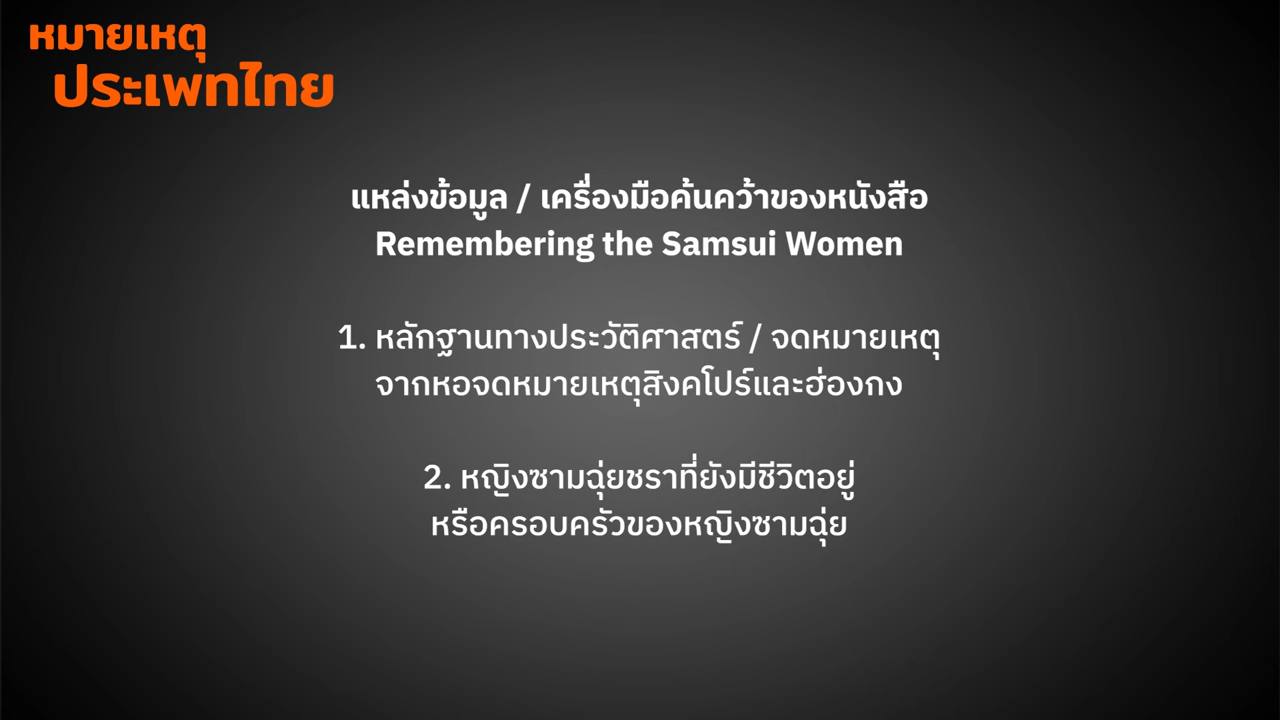 หมายเหตุ
ประเพทไทย
แหล่งข้อมูล / เครื่องมือค้นคว้าของหนังสือ
Remembering the Samsui Women
1. หลักฐานทางประวัติศาสตร์ / จดหมายเหตุ
จากหอจดหมายเหตุสิงคโปร์และฮ่องกง
2. หญิงซามฉุ่ยชราที่ยังมีชีวิตอยู่
หรือครอบครัวของหญิงซามฉุ่ย